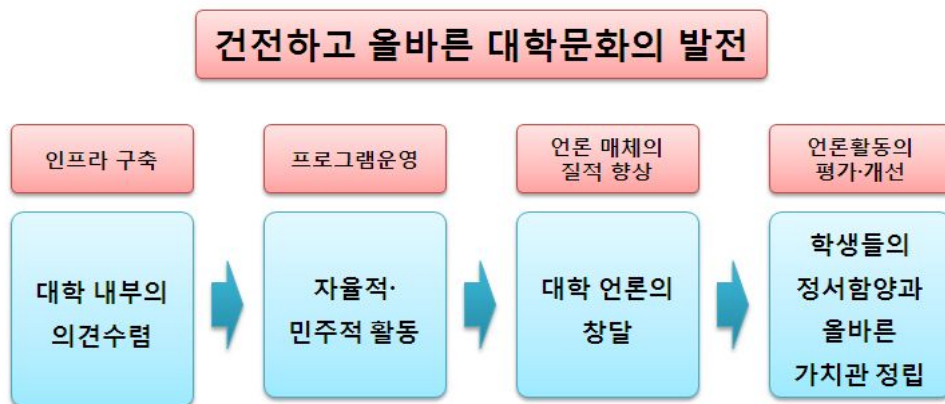 건전하고 올바른 대학문화의 발전
인프라 구축
대학 내부의
의견수렴
프로그램운영
자율적·
민주적 활동
언론 매체의
질적 향상
대학 언론의
창달
언론활동의
평가·개선
학생들의
정서함양과
올바른
가치관 정립